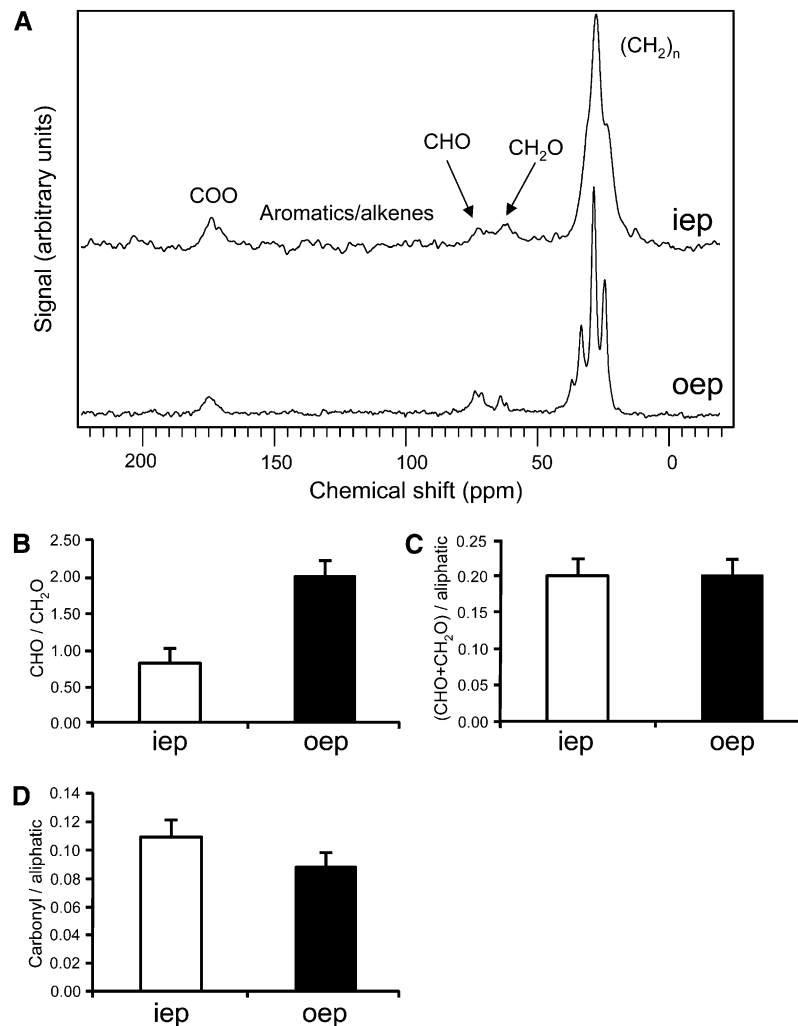 A
Signal (arbitrary units)
(CH2)n
CHO
CH2O
COO
Aromatics/alkenes
iep
oep
200 150 100 50 0
Chemical shift (ppm)
B
CHO / CH2O
2.50
2.00
1.50
1.00
0.50
0.00
iep oep
C
(CHO+CH2O) / aliphatic
0.25
0.20
0.15
0.10
0.05
0.00
iep oep
D
Carbonyl / aliphatic
0.14
0.12
0.10
0.08
0.06
0.04
0.02
0.00
iep oep